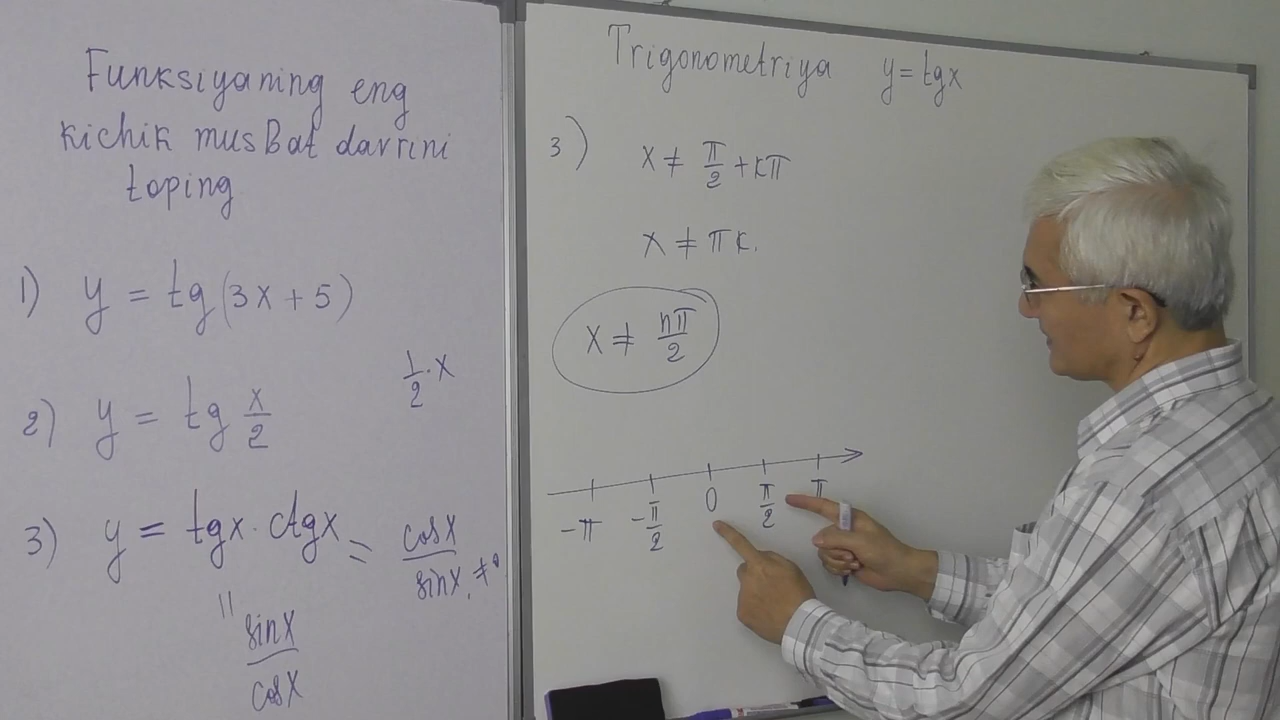 Funksiyaning eng
kichik musbat davrini
toping
1) y = tg(3x + 5)
1/2 · x
2) y = tg x/2
3) y = tgx · ctgx = cosx/sinx, ≠0
|| sinx/cosx
Trigonometriya y = tgx
3) x ≠ π/2 + kπ
x ≠ πk.
x ≠ nπ/2
-π -π/2 0 π/2 π